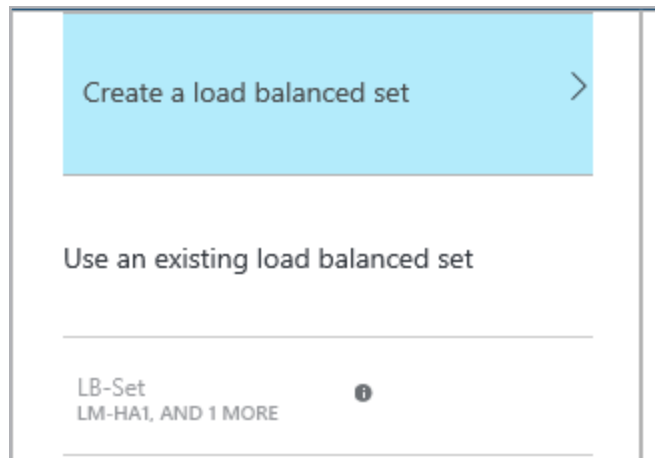 Create a load balanced set
Use an existing load balanced set
LB-Set
LM-HA1, AND 1 MORE